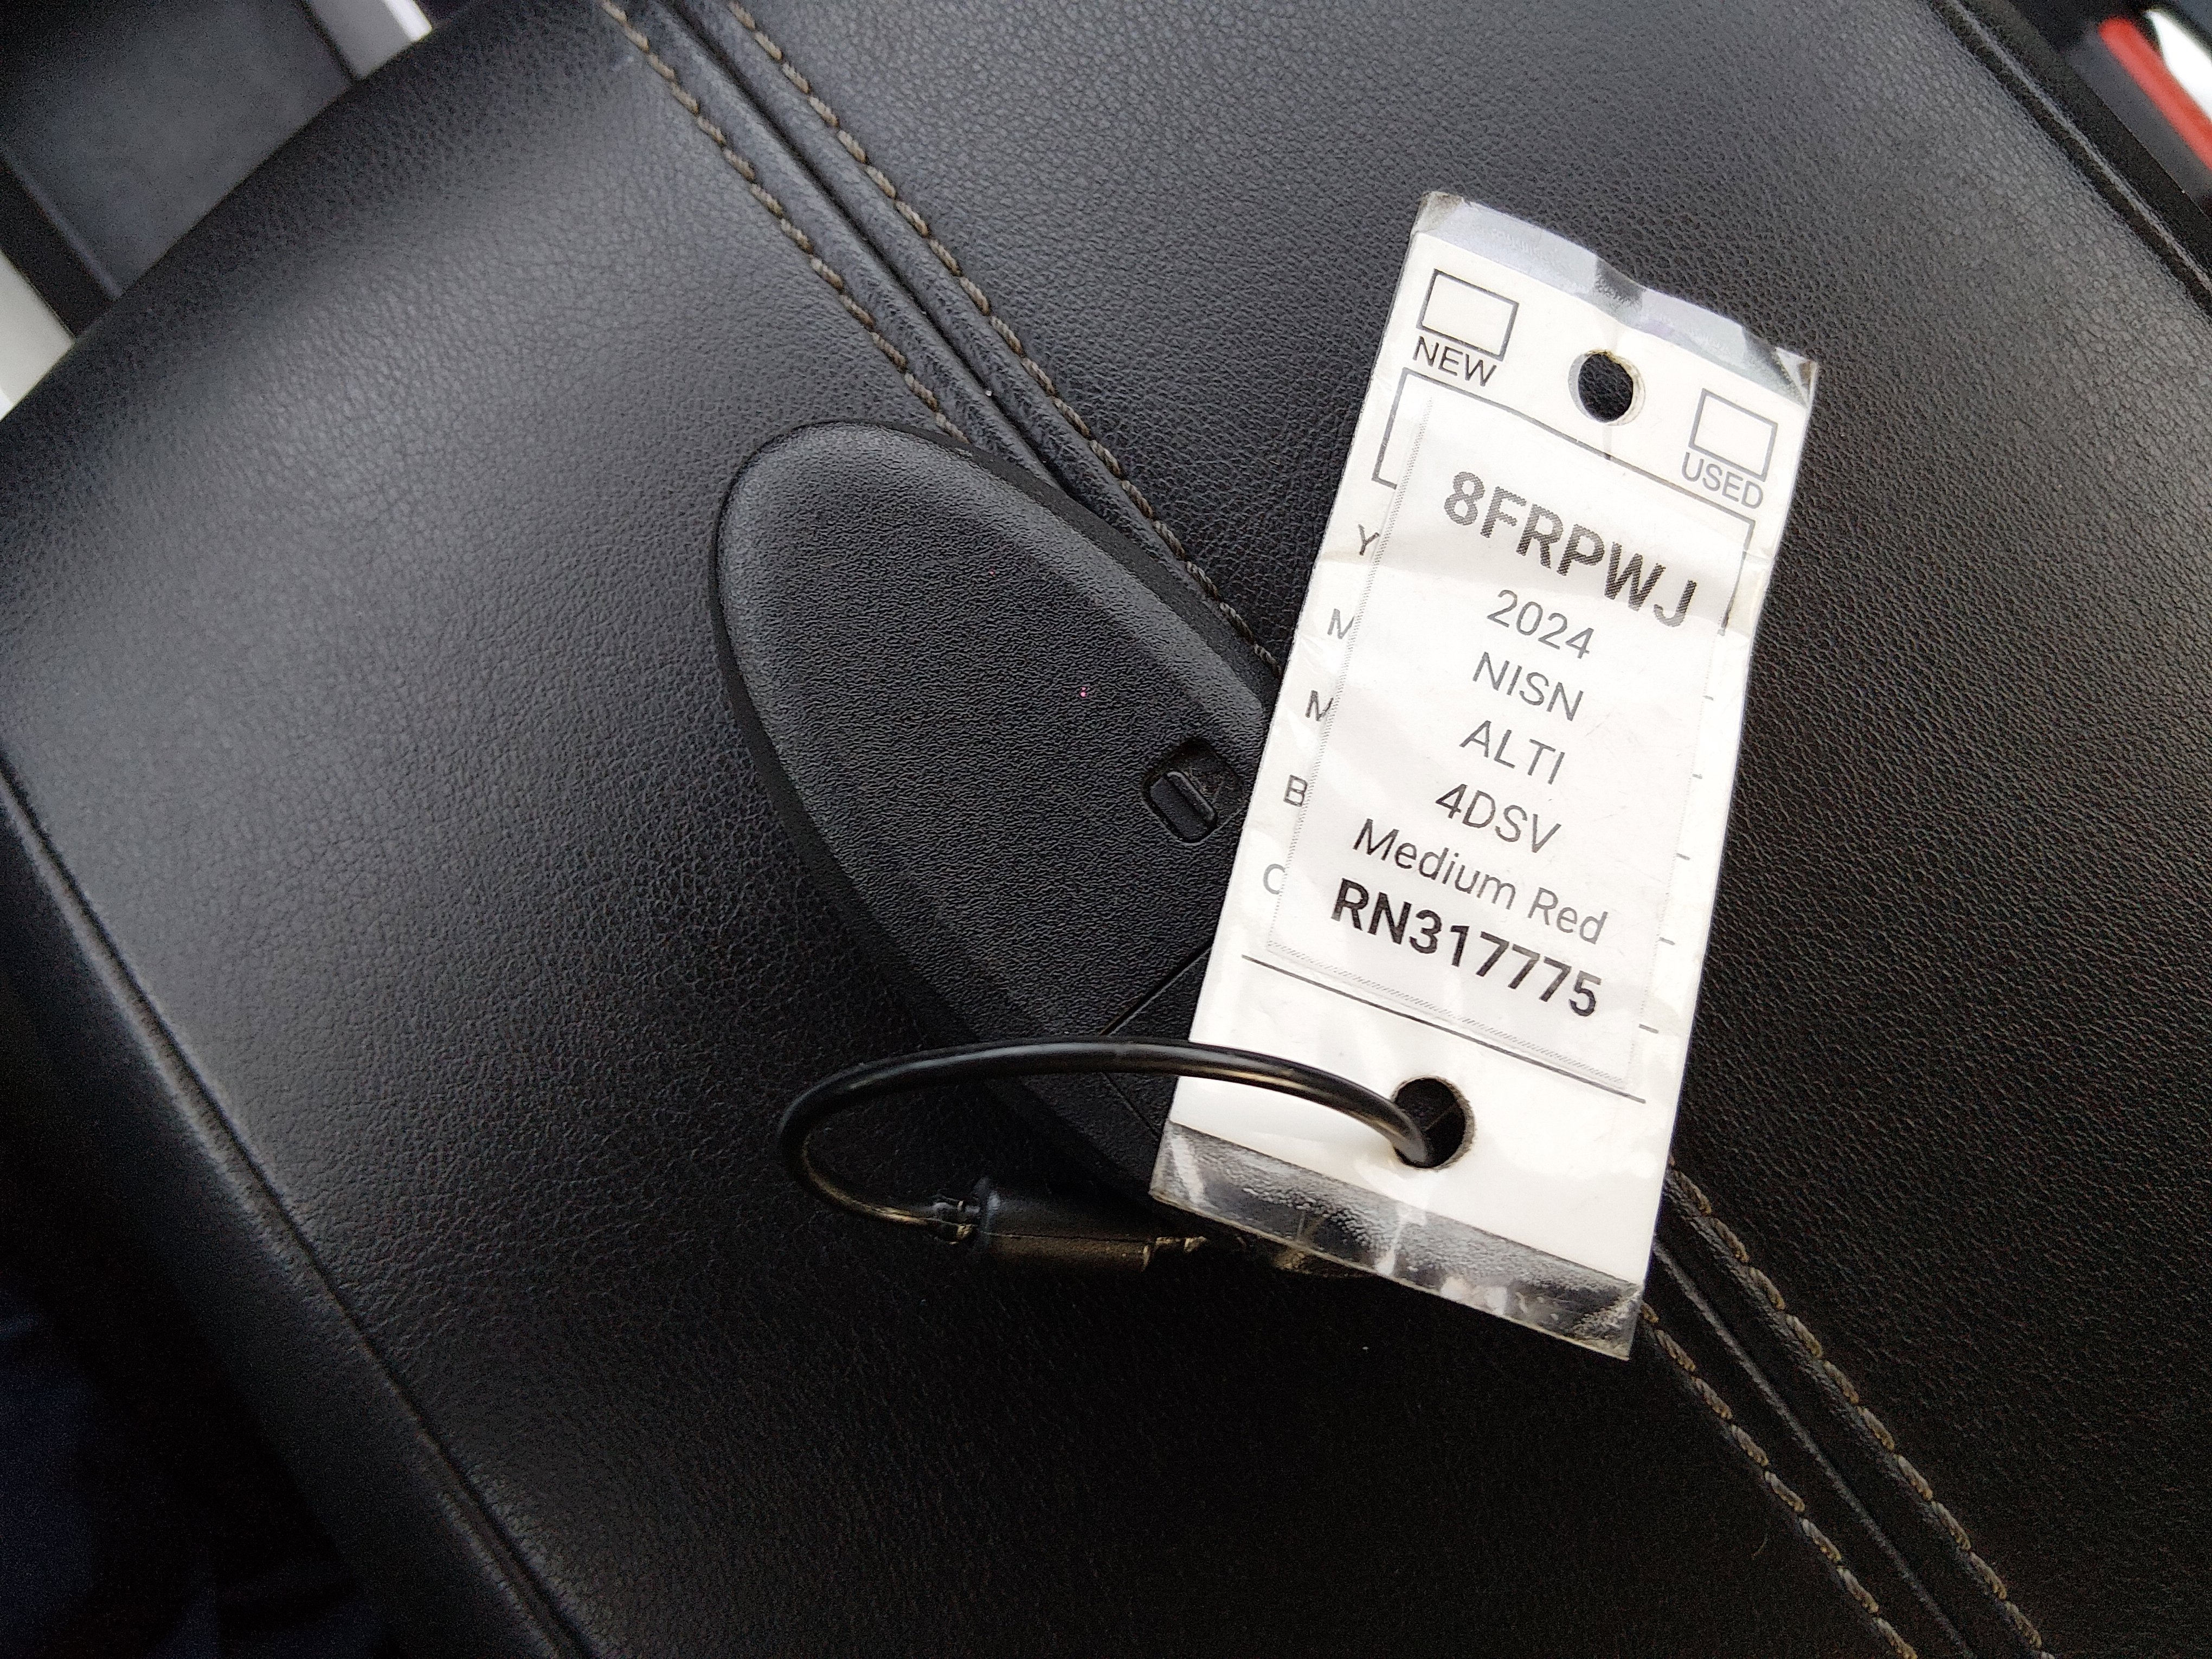 NEW
USED
8FRPWJ
Y
2024
M
NISN
M
ALTI
B
4DSV
C
Medium Red
RN317775